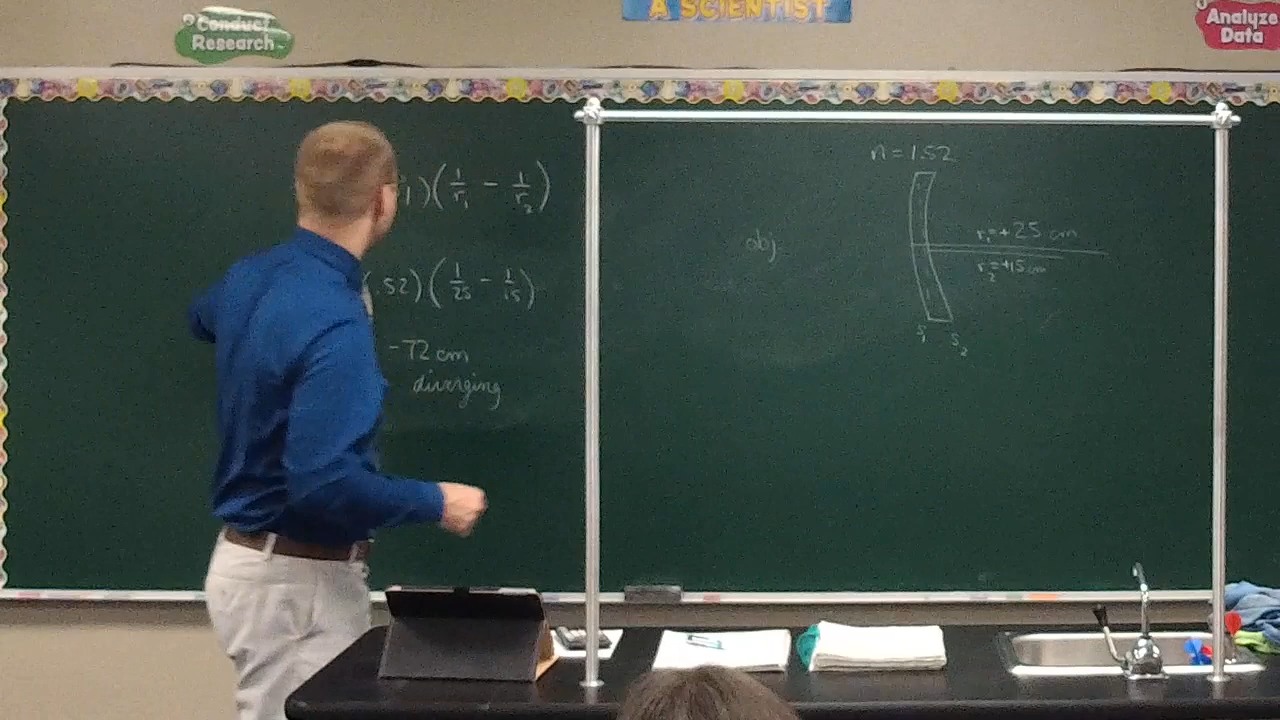 Conduct
Research
A SCIENTIST
Analyze
Data
1)(1/r₁ - 1/r₂)
.52)(1/25 - 1/15)
-72 cm
diverging
n = 1.52
obj
r₁ = +25 cm
r₂ = +15 cm
S₁
S₂